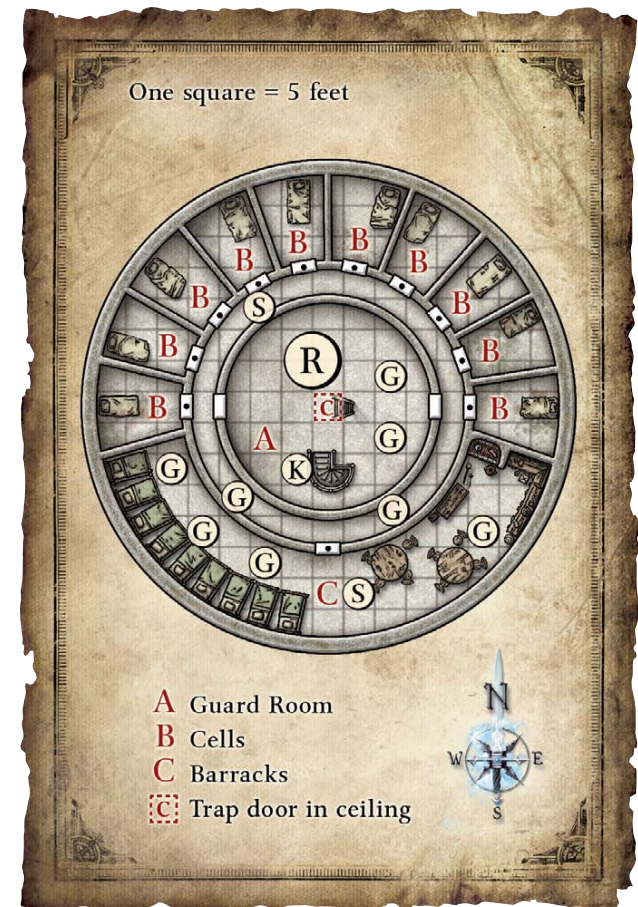 One square = 5 feet
B
B
B
B
B
B
S
B
B
B
R
G
C
B
B
G
A
K
G
G
G
G
G
G
C
S
A Guard Room
B Cells
C Barracks
C Trap door in ceiling
N
W
E
S